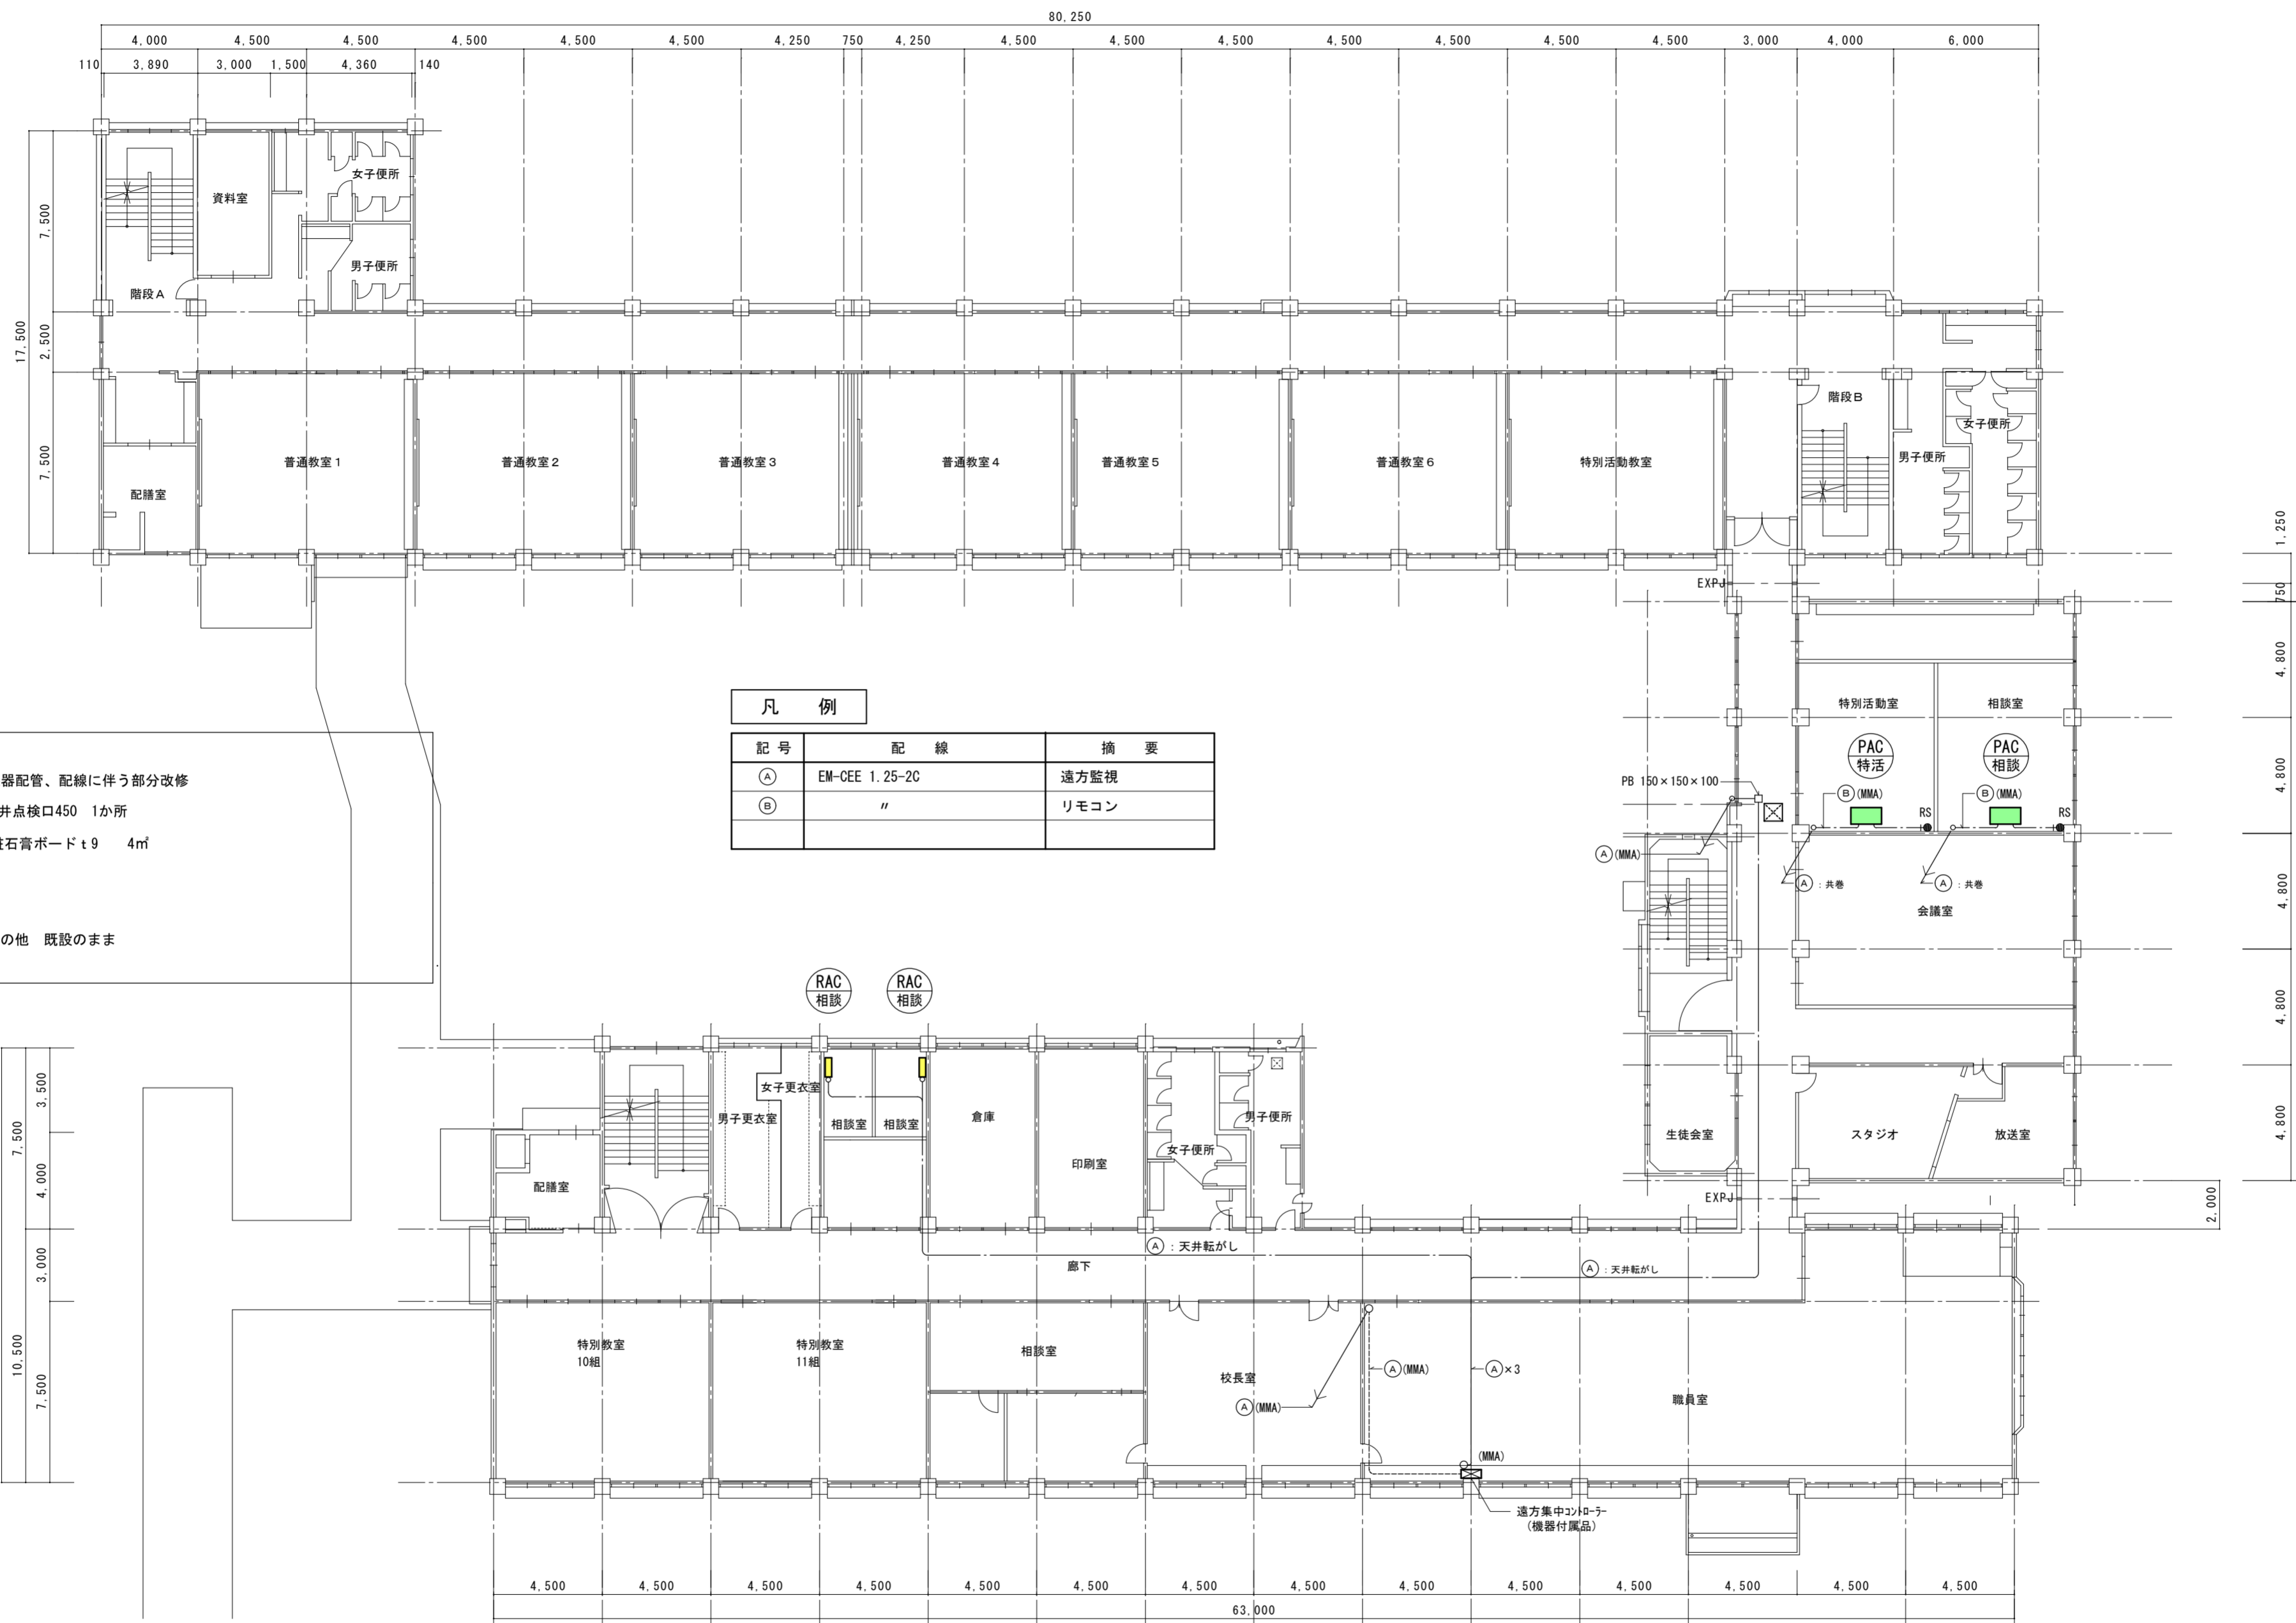 80,250
4,000 4,500 4,500 4,500 4,500 4,500 4,250 750 4,250 4,500 4,500 4,500 4,500 4,500 4,500 4,500 3,000 4,000 6,000
110 3,890 3,000 1,500 4,360 140
女子便所
資料室
男子便所
階段A
17,500
7,500
2,500
7,500
階段B
女子便所
男子便所
普通教室1
普通教室2
普通教室3
普通教室4
普通教室5
普通教室6
特別活動教室
配膳室
1,250
750
4,800
4,800
4,800
4,800
4,800
2,000
EXPJ
凡 例
記号 配 線 摘 要
A EM-CEE 1.25-2C 遠方監視
B 〃 リモコン
器配管、配線に伴う部分改修
井点検口450 1か所
石膏ボードt9 4㎡
の他 既設のまま
特別活動室
相談室
PAC
特活
PAC
相談
PB 150×150×100
B (MMA)
B (MMA)
RS
RS
A (MMA)
A : 共巻
A : 共巻
会議室
RAC
相談
RAC
相談
女子更衣室
男子更衣室
相談室
相談室
倉庫
印刷室
女子便所
男子便所
配膳室
生徒会室
スタジオ
放送室
EXPJ
7,500
3,500
4,000
3,000
10,500
7,500
A : 天井転がし
廊下
A : 天井転がし
特別教室
10組
特別教室
11組
相談室
校長室
A (MMA)
A (MMA)
A ×3
職員室
(MMA)
遠方集中コントローラー
(機器付属品)
4,500 4,500 4,500 4,500 4,500 4,500 4,500 4,500 4,500 4,500 4,500 4,500 4,500 4,500
63,000